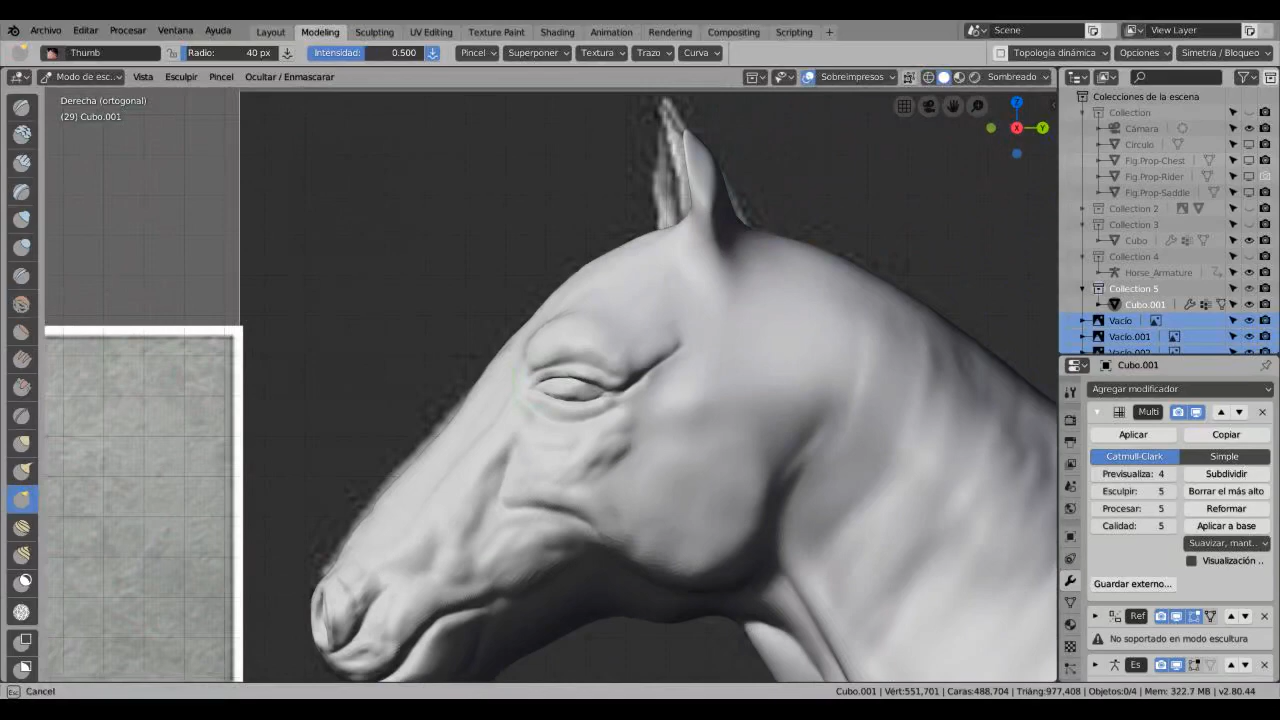 Archivo Editar Procesar Ventana Ayuda Layout Modeling Sculpting UV Editing Texture Paint Shading Animation Rendering Compositing Scripting + Scene View Layer
Thumb Radio: 40 px Intensidad: 0.500 Pincel Superponer Textura Trazo Curva Topología dinámica Opciones Simetría / Bloqueo
Modo de esc... Vista Esculpir Pincel Ocultar / Enmascarar Sobreimpresos Sombreado
Derecha (ortogonal)
(29) Cubo.001
Z
X
Y
Colecciones de la escena
Collection
Cámara
Círculo
Fig.Prop-Chest
Fig.Prop-Rider
Fig.Prop-Saddle
Collection 2
Collection 3
Cubo
Collection 4
Horse_Armature
Collection 5
Cubo.001
Vacío
Vacío.001
Vacío.002
Cubo.001
Agregar modificador
Multi
Aplicar Copiar
Catmull-Clark Simple
Previsualiza: 4 Subdividir
Esculpir: 5 Borrar el más alto
Procesar: 5 Reformar
Calidad: 5 Aplicar a base
Suavizar, mant..
Visualización ..
Guardar externo...
Ref
No soportado en modo escultura
Es
Esc Cancel Cubo.001 | Vért:551,701 | Caras:488,704 | Triáng:977,408 | Objetos:0/4 | Mem: 322.7 MB | v2.80.44